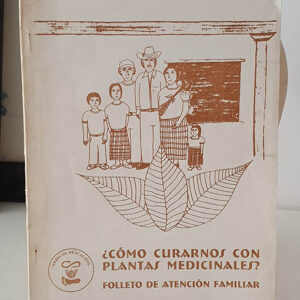 ¿CÓMO CURARNOS CON
PLANTAS MEDICINALES?
FOLLETO DE ATENCIÓN FAMILIAR